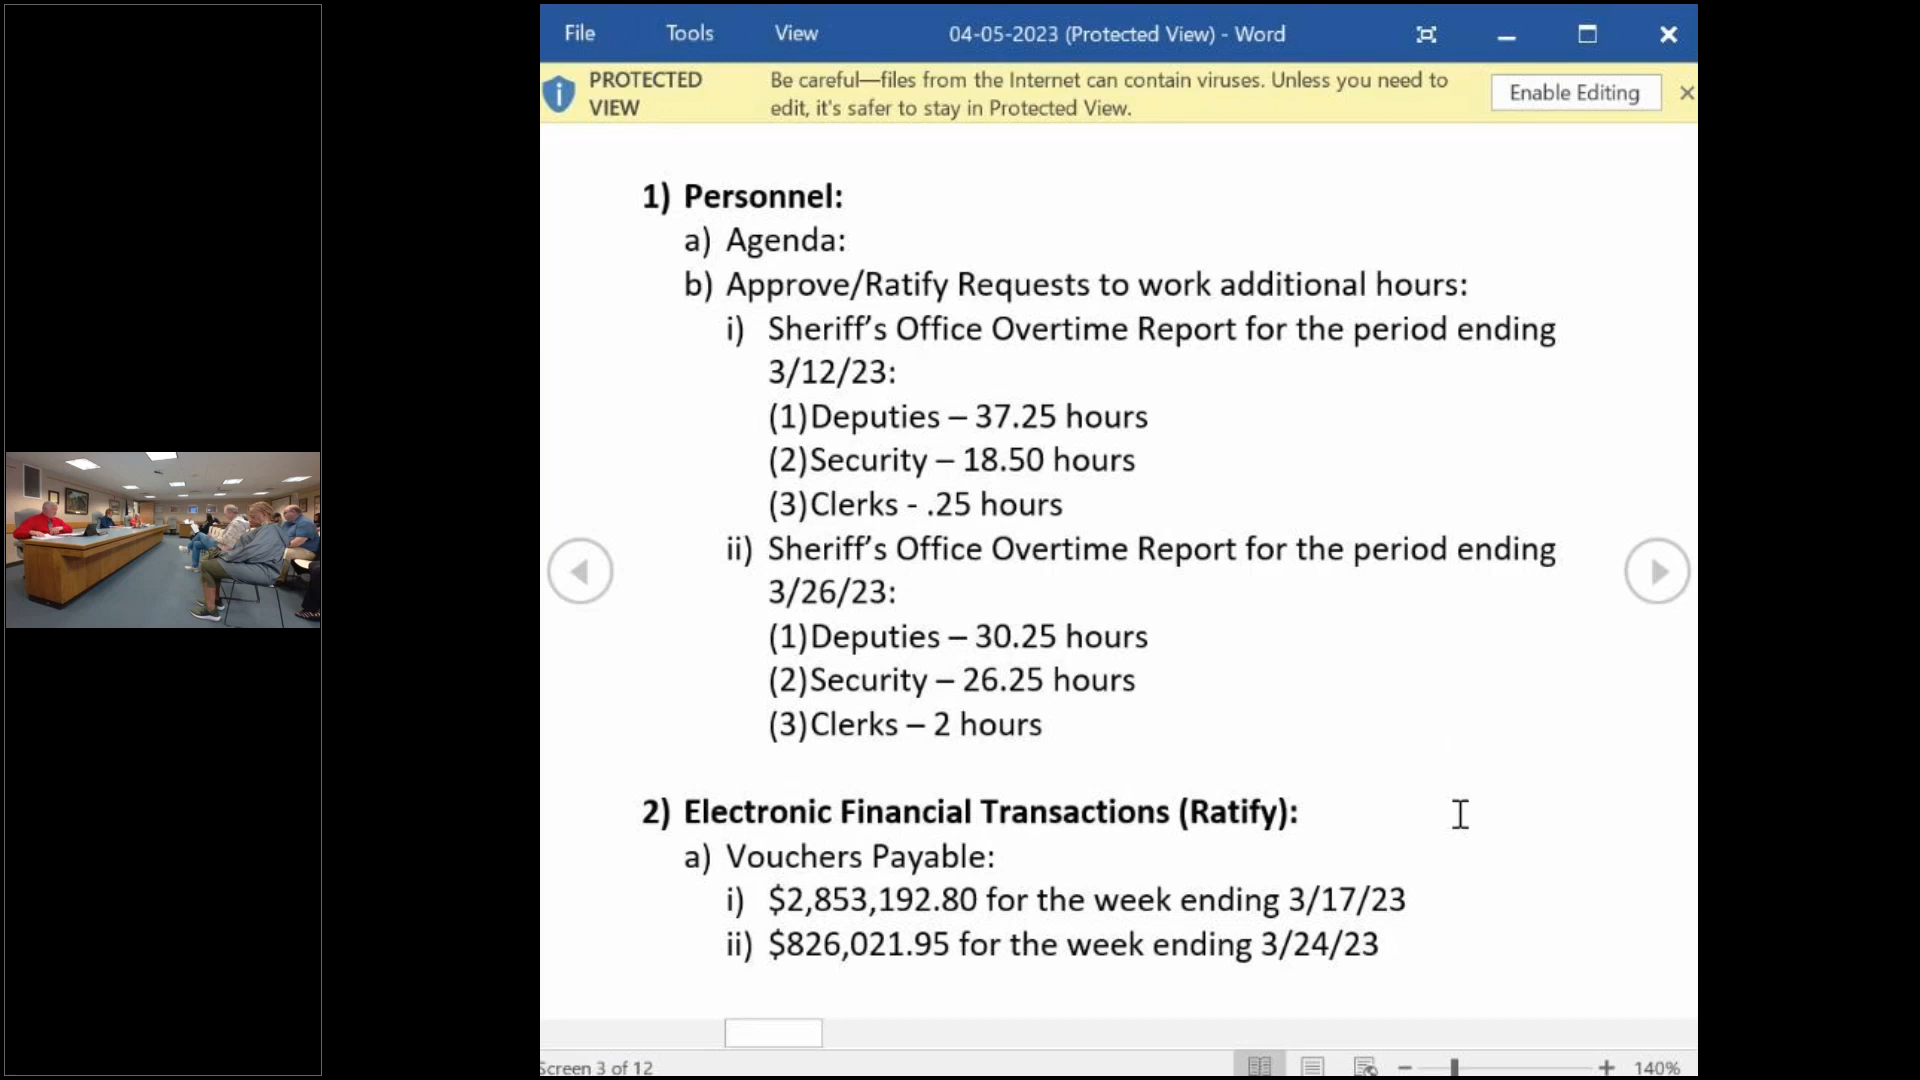 File Tools View 04-05-2023 (Protected View) - Word
PROTECTED VIEW
Be careful—files from the Internet can contain viruses. Unless you need to
edit, it's safer to stay in Protected View.
Enable Editing
1) Personnel:
a) Agenda:
b) Approve/Ratify Requests to work additional hours:
i) Sheriff’s Office Overtime Report for the period ending
3/12/23:
(1)Deputies – 37.25 hours
(2)Security – 18.50 hours
(3)Clerks - .25 hours
ii) Sheriff’s Office Overtime Report for the period ending
3/26/23:
(1)Deputies – 30.25 hours
(2)Security – 26.25 hours
(3)Clerks – 2 hours
2) Electronic Financial Transactions (Ratify):
a) Vouchers Payable:
i) $2,853,192.80 for the week ending 3/17/23
ii) $826,021.95 for the week ending 3/24/23
Screen 3 of 12
140%